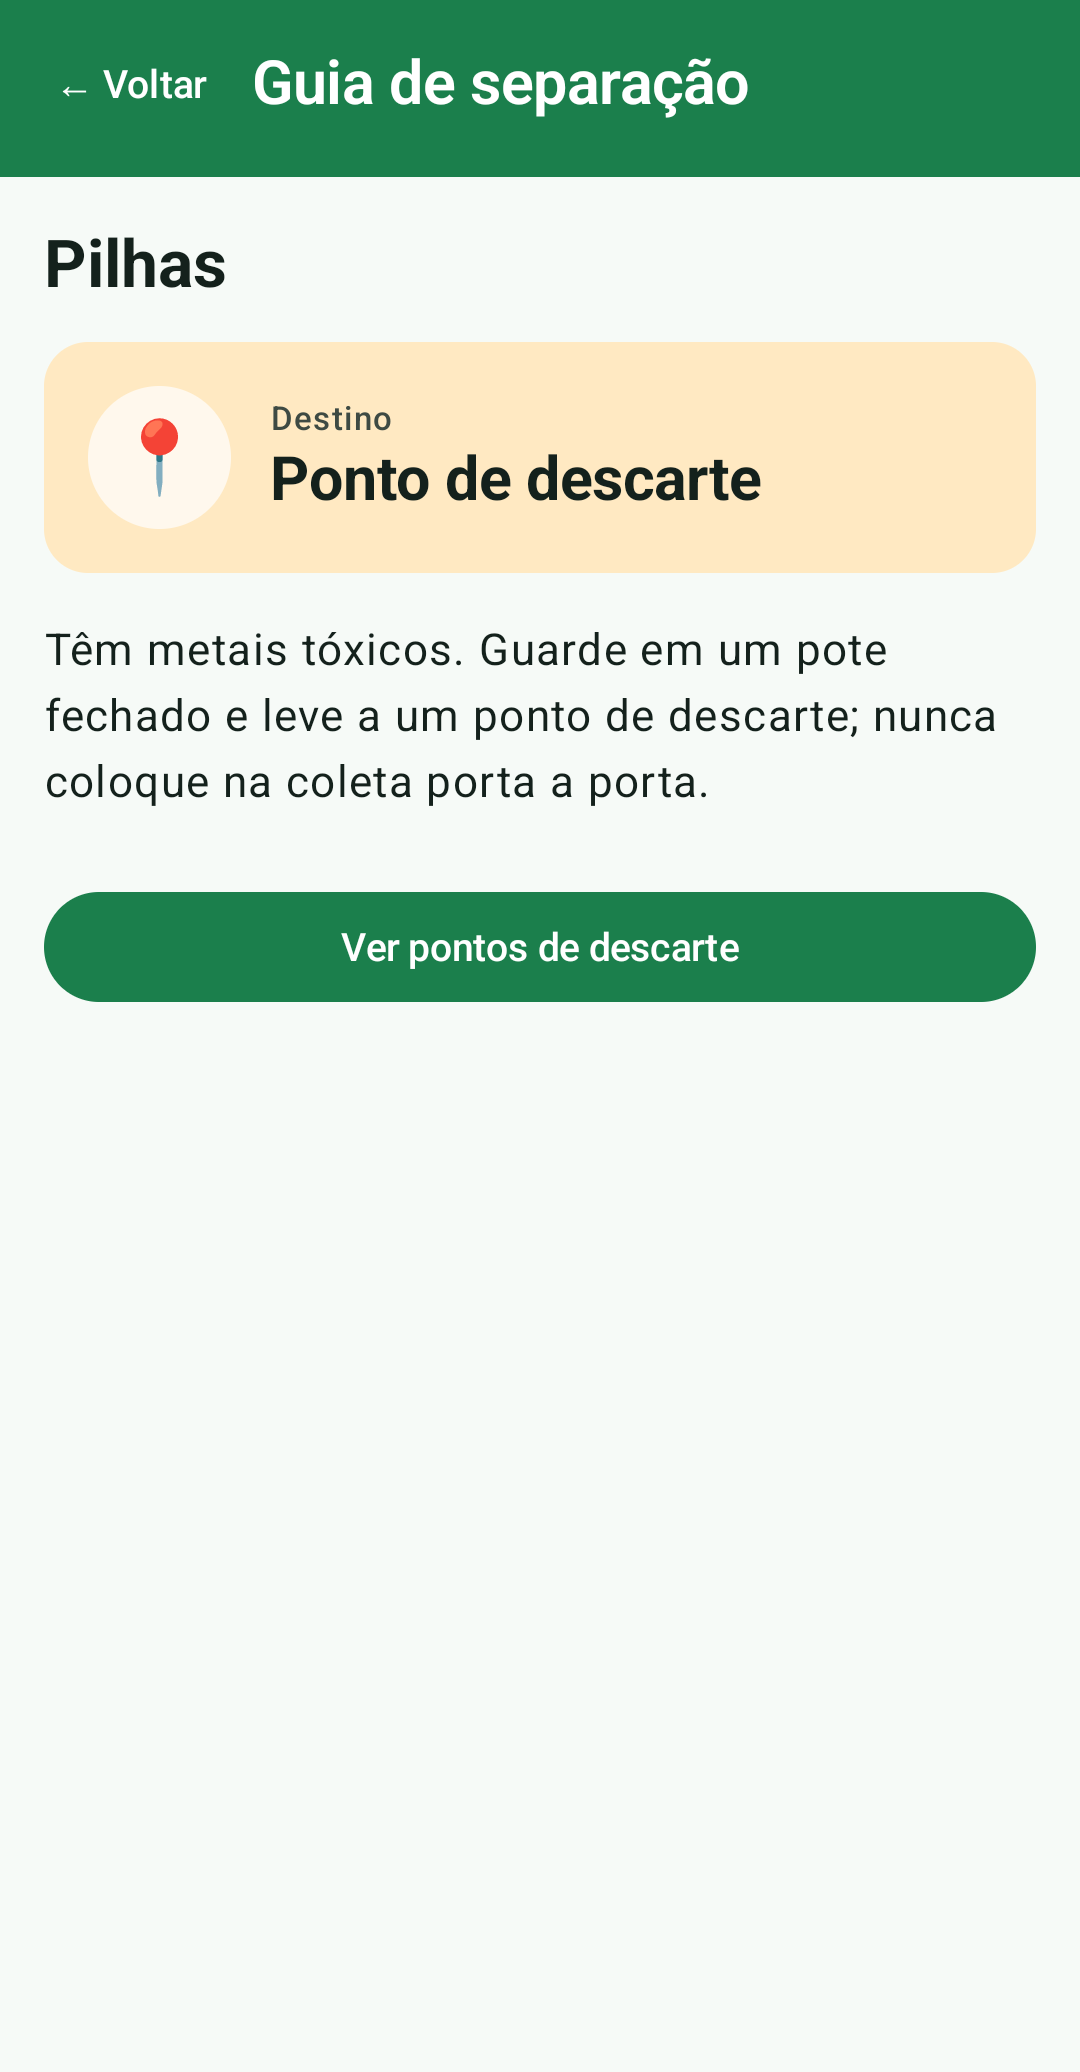 ← Voltar Guia de separação
Pilhas
Destino
Ponto de descarte
Têm metais tóxicos. Guarde em um pote
fechado e leve a um ponto de descarte; nunca
coloque na coleta porta a porta.
Ver pontos de descarte